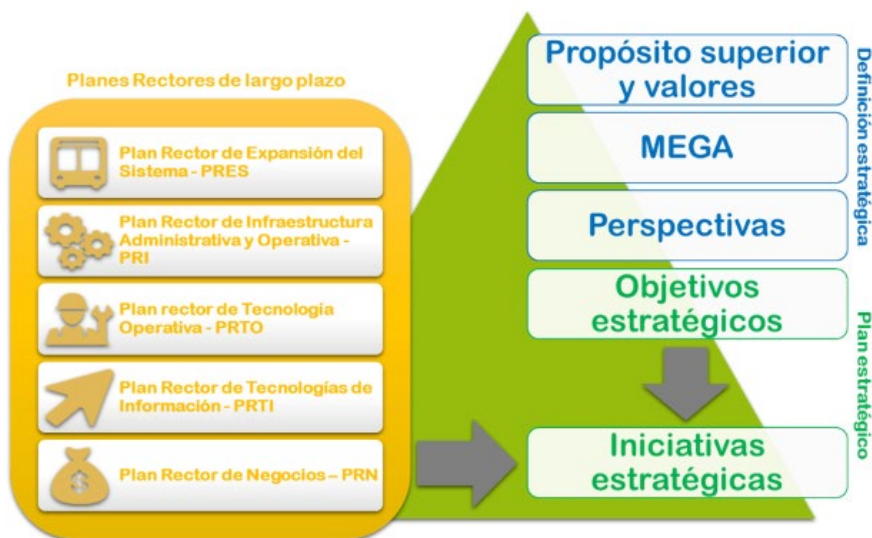 Planes Rectores de largo plazo
Plan Rector de Expansión del
Sistema - PRES
Plan Rector de Infraestructura
Administrativa y Operativa -
PRI
Plan rector de Tecnología
Operativa - PRTO
Plan Rector de Tecnologías de
Información - PRTI
$
Plan Rector de Negocios – PRN
Propósito superior
y valores
MEGA
Perspectivas
Definición estratégica
Objetivos
estratégicos
Iniciativas
estratégicas
Plan estratégico